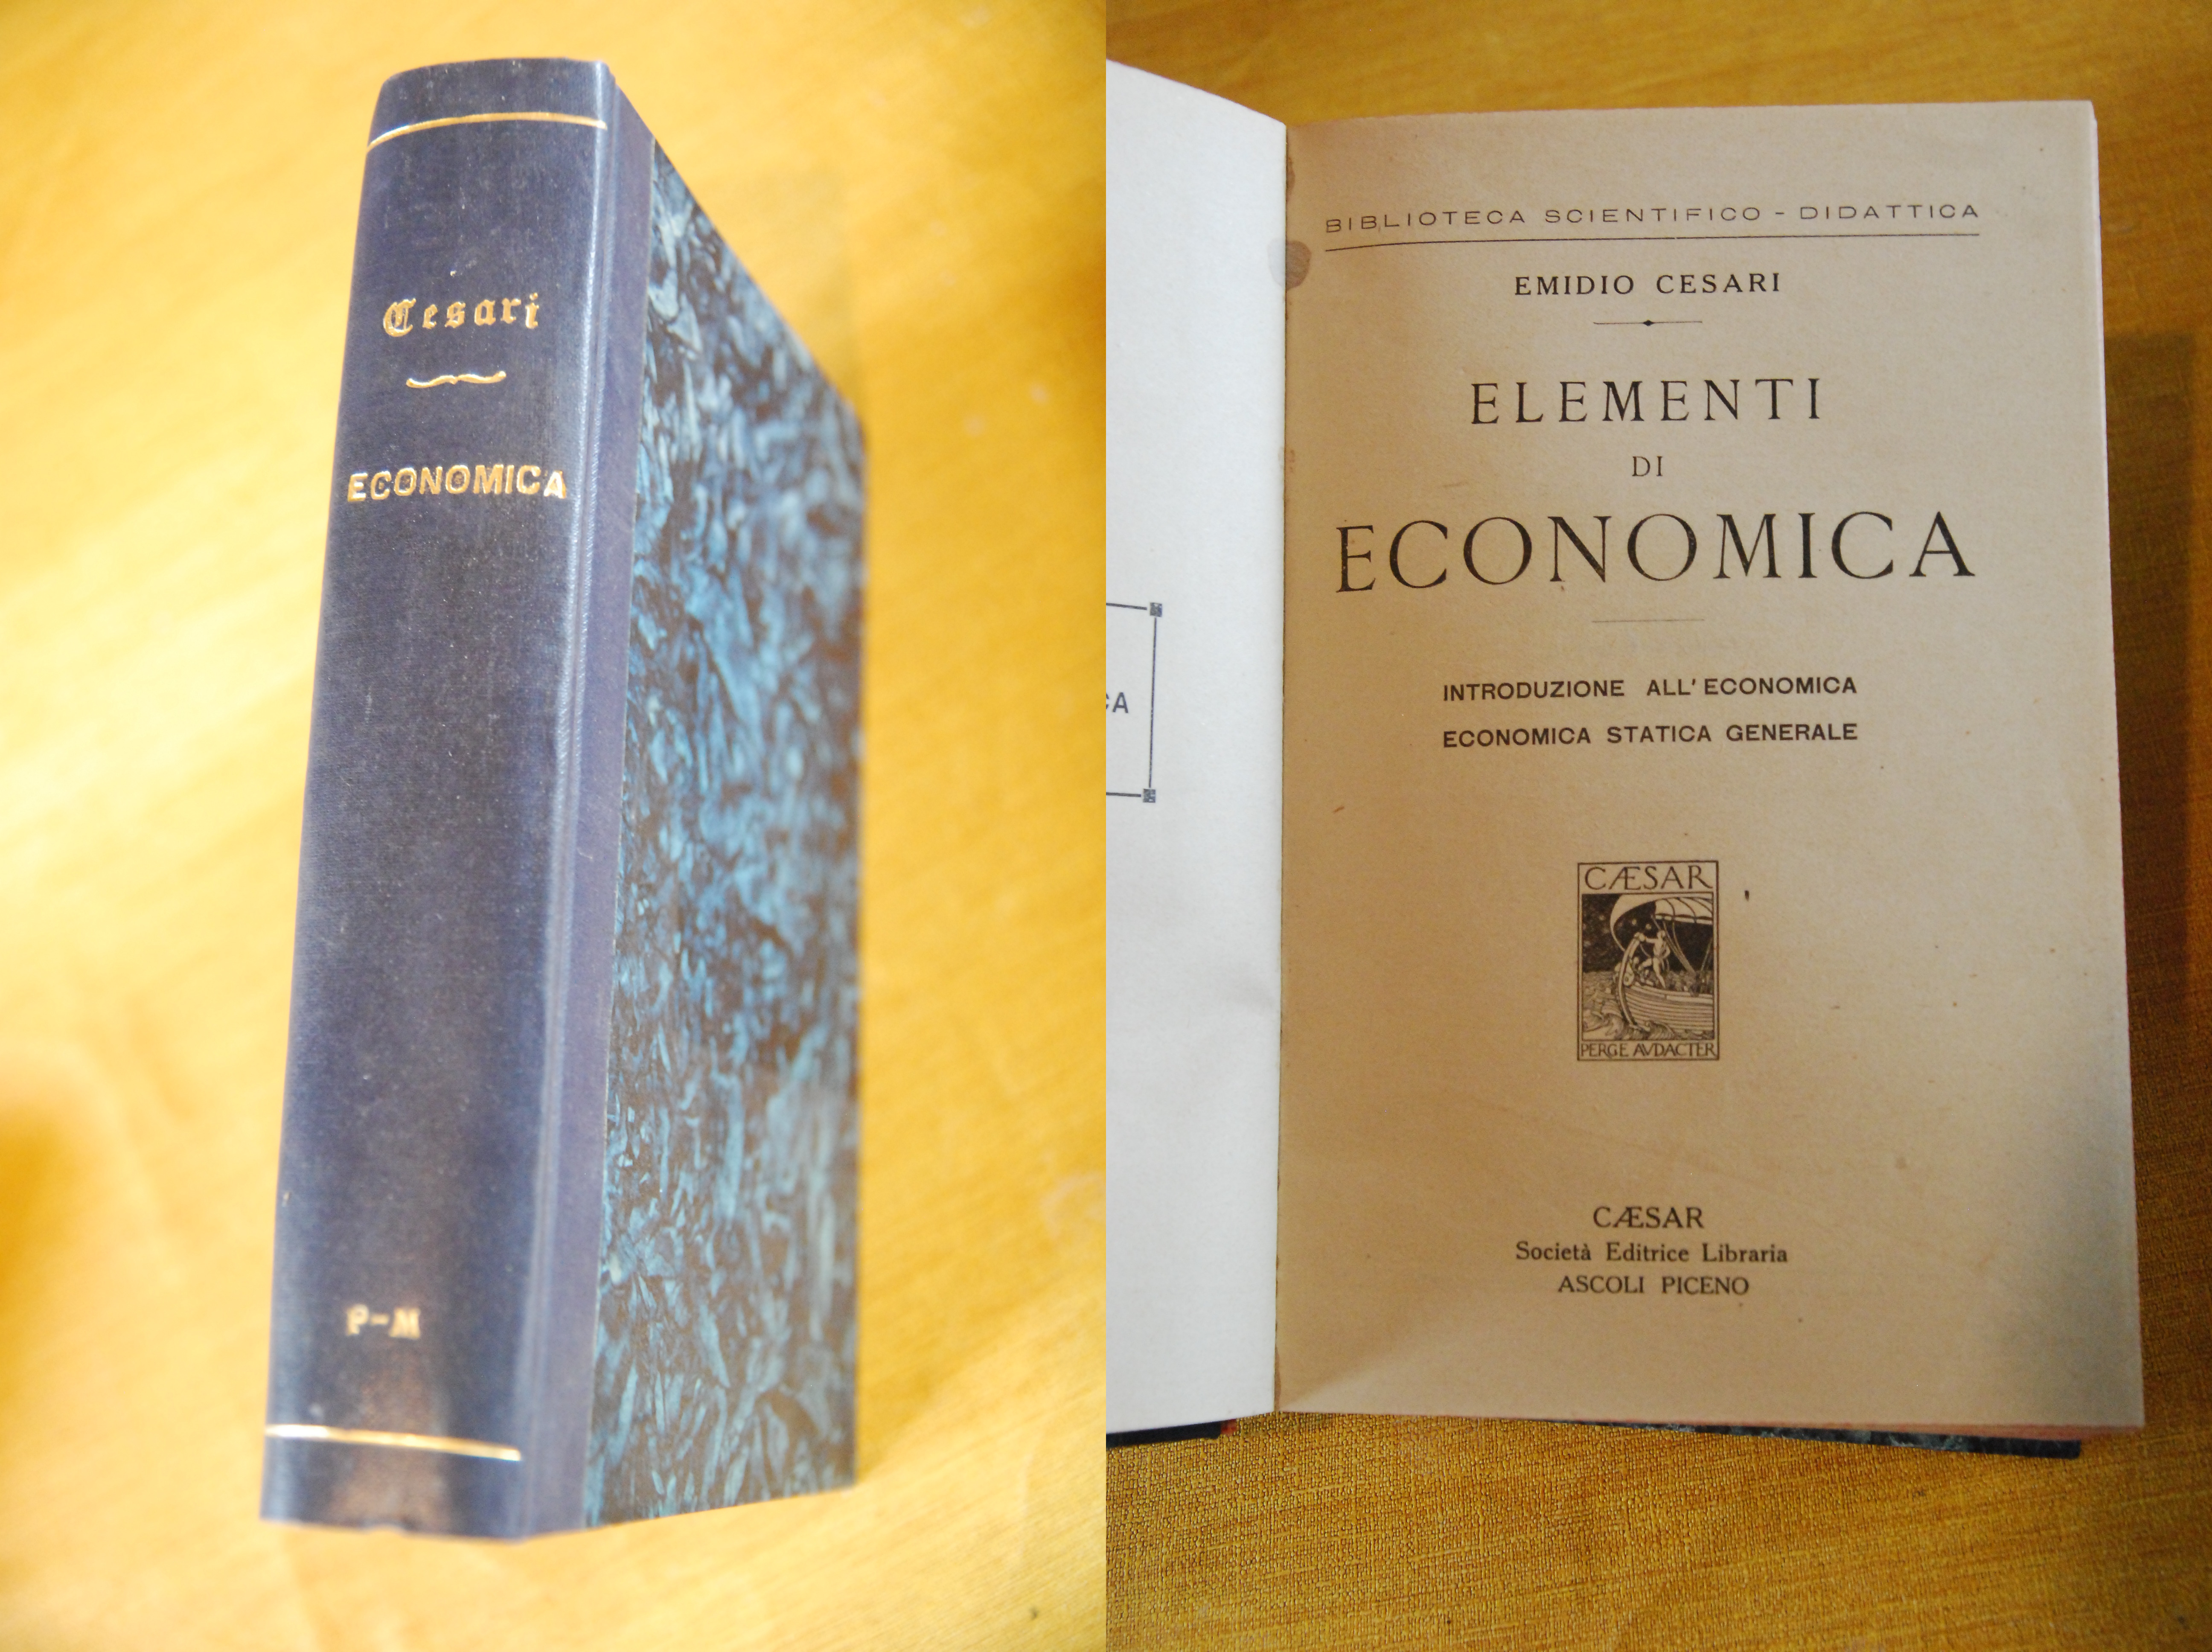 Cesari
ECONOMICA
P-M
CA
BIBLIOTECA SCIENTIFICO - DIDATTICA
EMIDIO CESARI
ELEMENTI
DI
ECONOMICA
INTRODUZIONE ALL' ECONOMICA
ECONOMICA STATICA GENERALE
CÆSAR
PERGE AVDACTER
CÆSAR
Società Editrice Libraria
ASCOLI PICENO